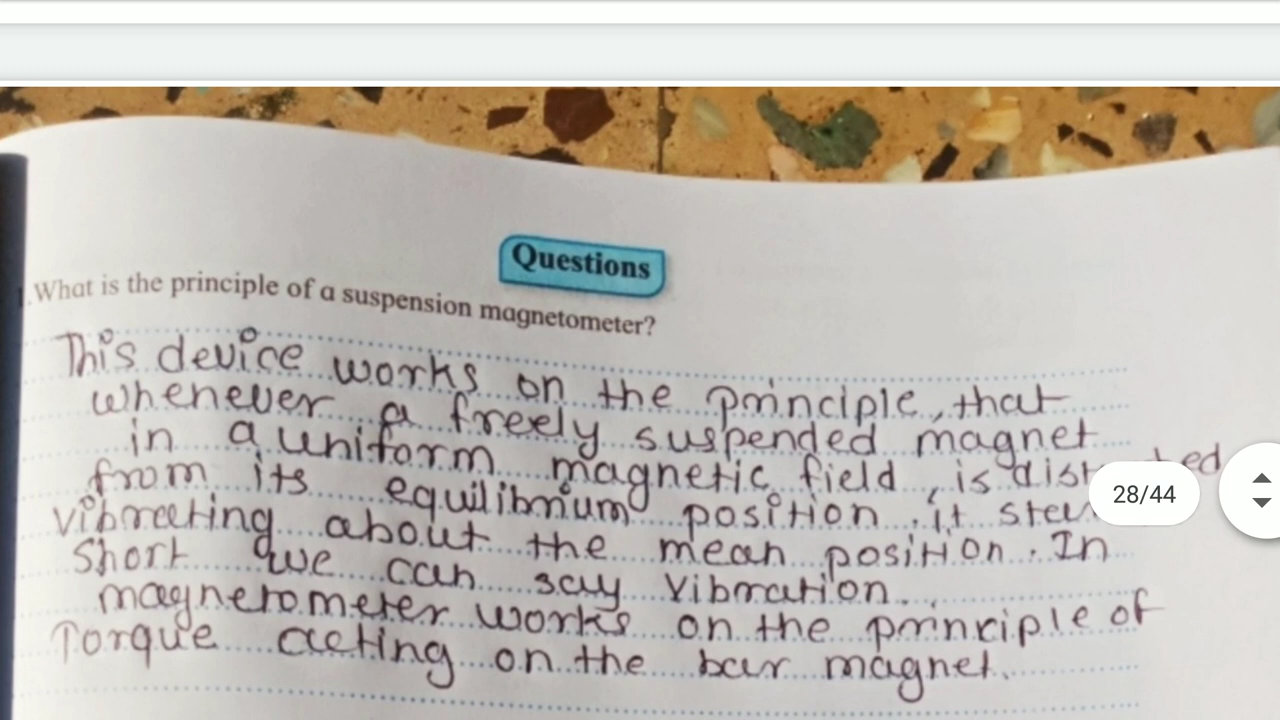 Questions
What is the principle of a suspension magnetometer?
This device works on the principle, that
whenever a freely suspended magnet
in a uniform magnetic field, is
from its equilibrium position. it
vibrating about the mean position. In
short we can say vibration
magnetometer works on the principle of
Torque acting on the bar magnet.
28/44